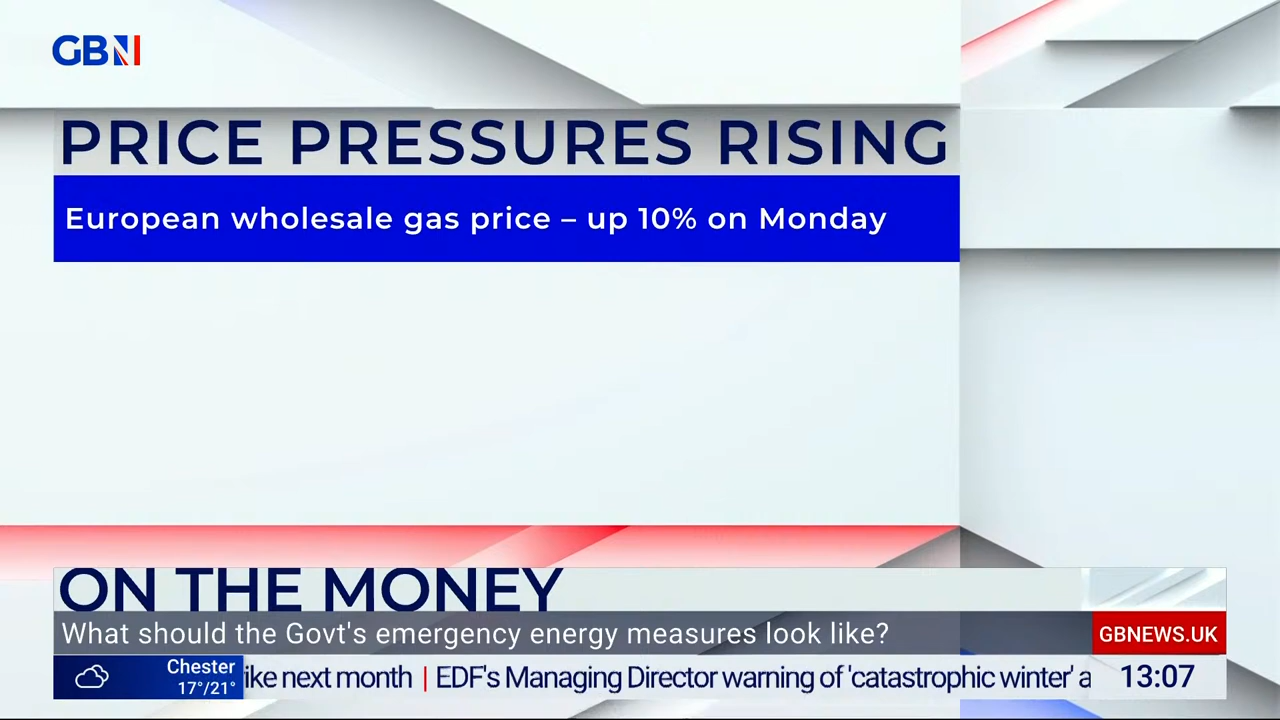 GBN
PRICE PRESSURES RISING
European wholesale gas price – up 10% on Monday
ON THE MONEY
What should the Govt's emergency energy measures look like?
GBNEWS.UK
Chester
17°/21°
ike next month | EDF's Managing Director warning of 'catastrophic winter' a
13:07